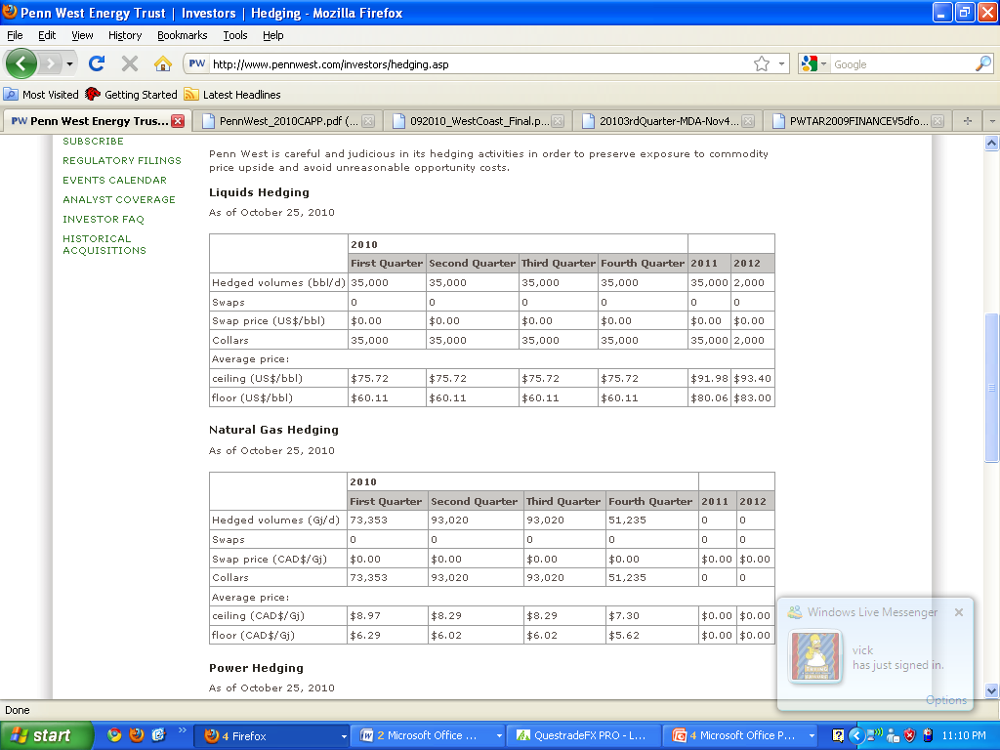 Penn West Energy Trust | Investors | Hedging - Mozilla Firefox
File Edit View History Bookmarks Tools Help
PW http://www.pennwest.com/investors/hedging.asp Google
Most Visited Getting Started Latest Headlines
PW Penn West Energy Trus... PennWest_2010CAPP.pdf (... 092010_WestCoast_Final.p... 20103rdQuarter-MDA-Nov4... PWTAR2009FINANCEV5dfo...
SUBSCRIBE
REGULATORY FILINGS
EVENTS CALENDAR
ANALYST COVERAGE
INVESTOR FAQ
HISTORICAL
ACQUISITIONS
Penn West is careful and judicious in its hedging activities in order to preserve exposure to commodity
price upside and avoid unreasonable opportunity costs.
Liquids Hedging
As of October 25, 2010
2010
First Quarter Second Quarter Third Quarter Fourth Quarter 2011 2012
Hedged volumes (bbl/d) 35,000 35,000 35,000 35,000 35,000 2,000
Swaps 0 0 0 0 0 0
Swap price (US$/bbl) $0.00 $0.00 $0.00 $0.00 $0.00 $0.00
Collars 35,000 35,000 35,000 35,000 35,000 2,000
Average price:
ceiling (US$/bbl) $75.72 $75.72 $75.72 $75.72 $91.98 $93.40
floor (US$/bbl) $60.11 $60.11 $60.11 $60.11 $80.06 $83.00
Natural Gas Hedging
As of October 25, 2010
2010
First Quarter Second Quarter Third Quarter Fourth Quarter 2011 2012
Hedged volumes (Gj/d) 73,353 93,020 93,020 51,235 0 0
Swaps 0 0 0 0 0 0
Swap price (CAD$/Gj) $0.00 $0.00 $0.00 $0.00 $0.00 $0.00
Collars 73,353 93,020 93,020 51,235 0 0
Average price:
ceiling (CAD$/Gj) $8.97 $8.29 $8.29 $7.30 $0.00 $0.00
floor (CAD$/Gj) $6.29 $6.02 $6.02 $5.62 $0.00 $0.00
Power Hedging
As of October 25, 2010
Windows Live Messenger
vick
has just signed in.
Options
Done
start 4 Firefox 2 Microsoft Office ... QuestradeFX PRO - L... 4 Microsoft Office P... 11:10 PM